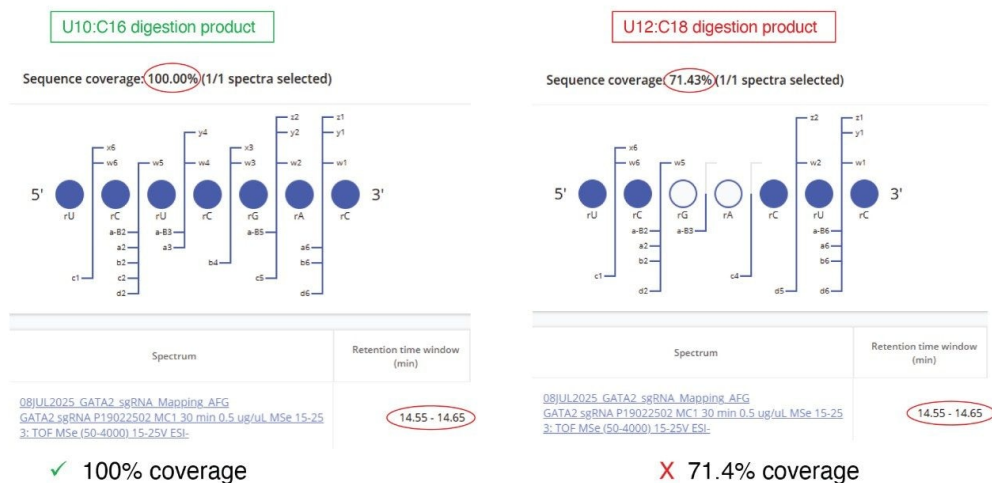 U10:C16 digestion product
Sequence coverage: 100.00% (1/1 spectra selected)
z2 z1
y4 y2 y1
x6 x3
w6 w5 w4 w3 w2 w1
5' 3'
rU rC rU rC rG rA rC
a-B2 a-B3 a-B5
a2 a3 a6
b2 b4 b6
c1 c2 c5
d2 d6
Spectrum
Retention time window
(min)
08JUL2025_GATA2_sgRNA_Mapping_AFG
GATA2 sgRNA P19022502 MC1 30 min 0.5 ug/uL MSe 15-25
3: TOF MSe (50-4000) 15-25V ESI-
14.55 - 14.65
✓ 100% coverage
U12:C18 digestion product
Sequence coverage: 71.43% (1/1 spectra selected)
z2 z1
y1
x6
w6 w5 w2 w1
5' 3'
rU rC rG rA rC rU rC
a-B2 a-B3 a-B6
a2 a6
b2 b6
c1 c4
d2 d5 d6
Spectrum
Retention time window
(min)
08JUL2025_GATA2_sgRNA_Mapping_AFG
GATA2 sgRNA P19022502 MC1 30 min 0.5 ug/uL MSe 15-25
3: TOF MSe (50-4000) 15-25V ESI-
14.55 - 14.65
X 71.4% coverage